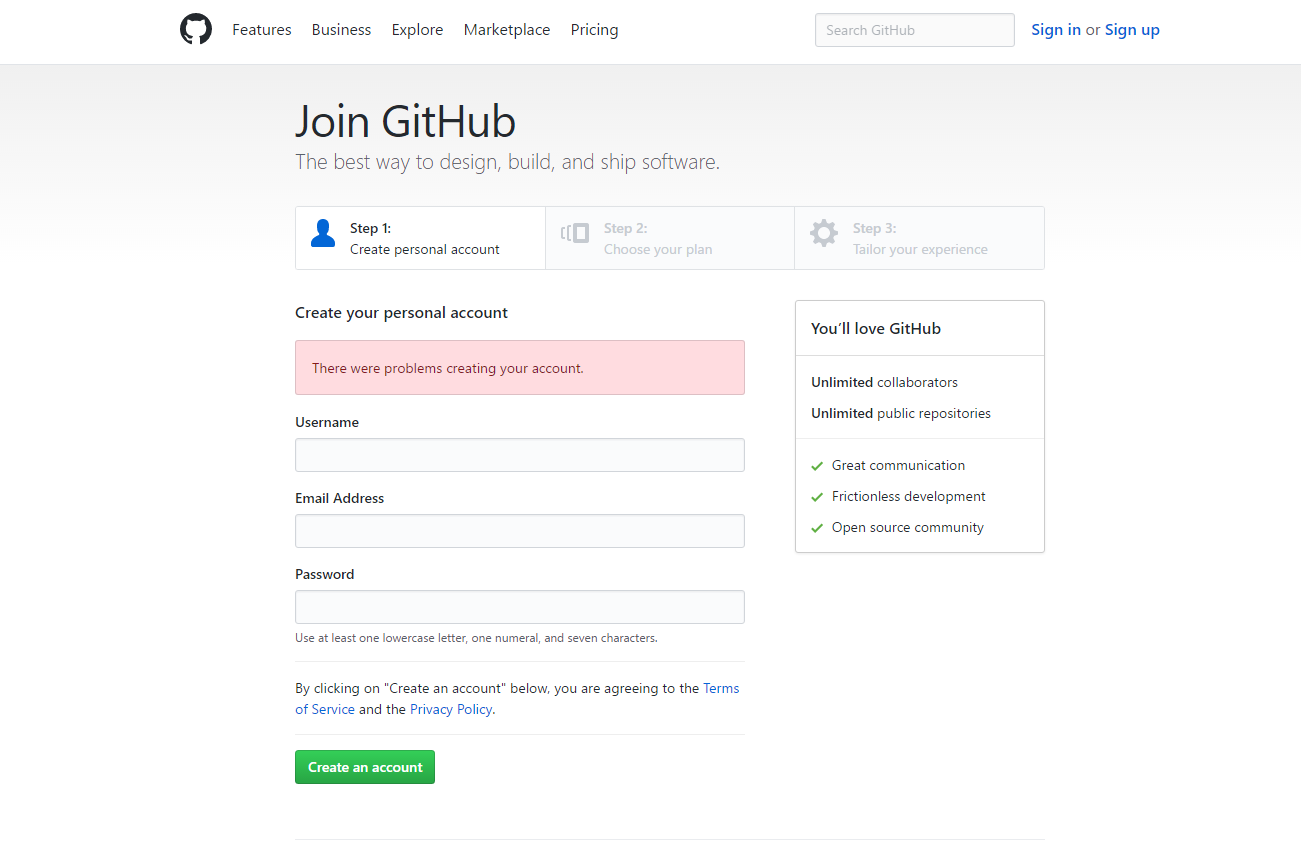 Features Business Explore Marketplace Pricing Search GitHub Sign in or Sign up
Join GitHub
The best way to design, build, and ship software.
Step 1:
Create personal account
Step 2:
Choose your plan
Step 3:
Tailor your experience
Create your personal account
There were problems creating your account.
Username
Email Address
Password
Use at least one lowercase letter, one numeral, and seven characters.
By clicking on "Create an account" below, you are agreeing to the Terms
of Service and the Privacy Policy.
Create an account
You’ll love GitHub
Unlimited collaborators
Unlimited public repositories
Great communication
Frictionless development
Open source community